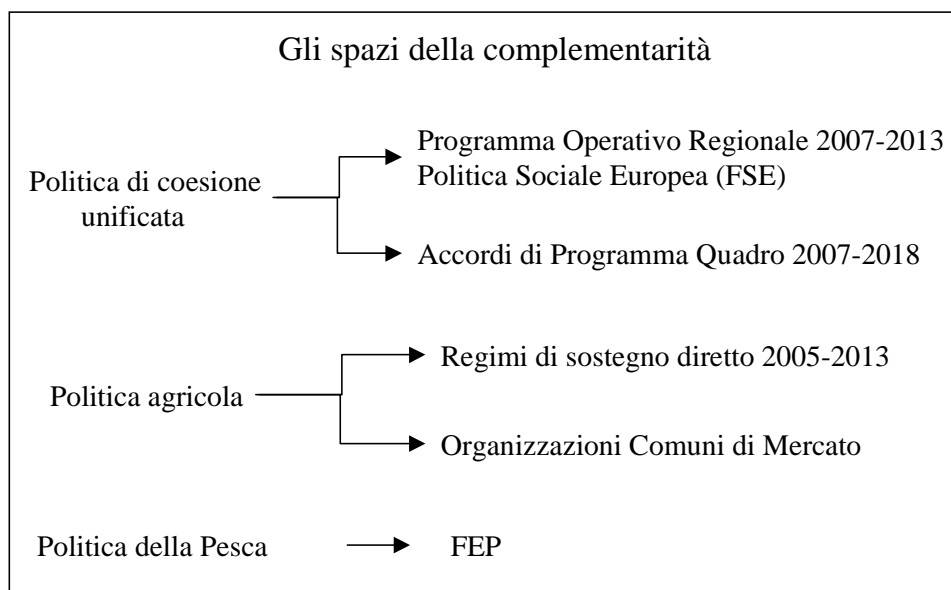 Gli spazi della complementarità
Programma Operativo Regionale 2007-2013
Politica Sociale Europea (FSE)
Politica di coesione
unificata
Accordi di Programma Quadro 2007-2018
Regimi di sostegno diretto 2005-2013
Politica agricola
Organizzazioni Comuni di Mercato
Politica della Pesca
FEP